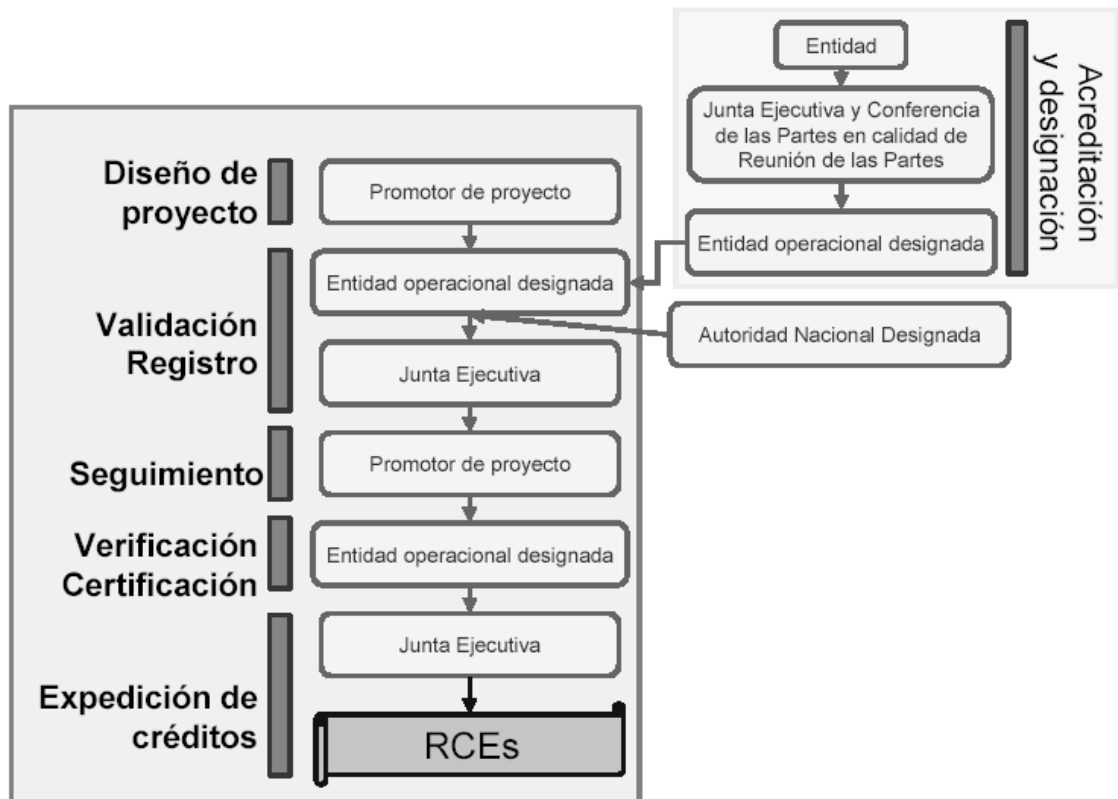 Entidad
Junta Ejecutiva y Conferencia
de las Partes en calidad de
Reunión de las Partes
Entidad operacional designada
Acreditación
y designación
Diseño de
proyecto
Promotor de proyecto
Validación
Registro
Entidad operacional designada
Autoridad Nacional Designada
Junta Ejecutiva
Seguimiento
Promotor de proyecto
Verificación
Certificación
Entidad operacional designada
Expedición de
créditos
Junta Ejecutiva
RCEs